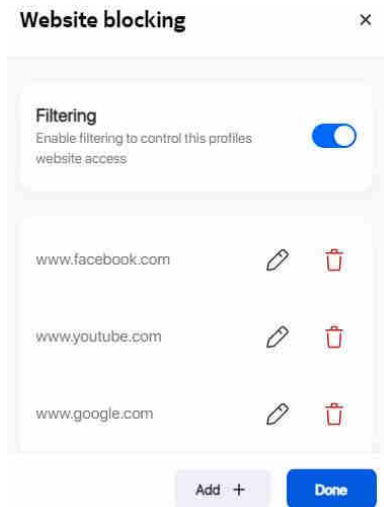 Website blocking
Filtering
Enable filtering to control this profiles
website access
www.facebook.com
www.youtube.com
www.google.com
Add +
Done